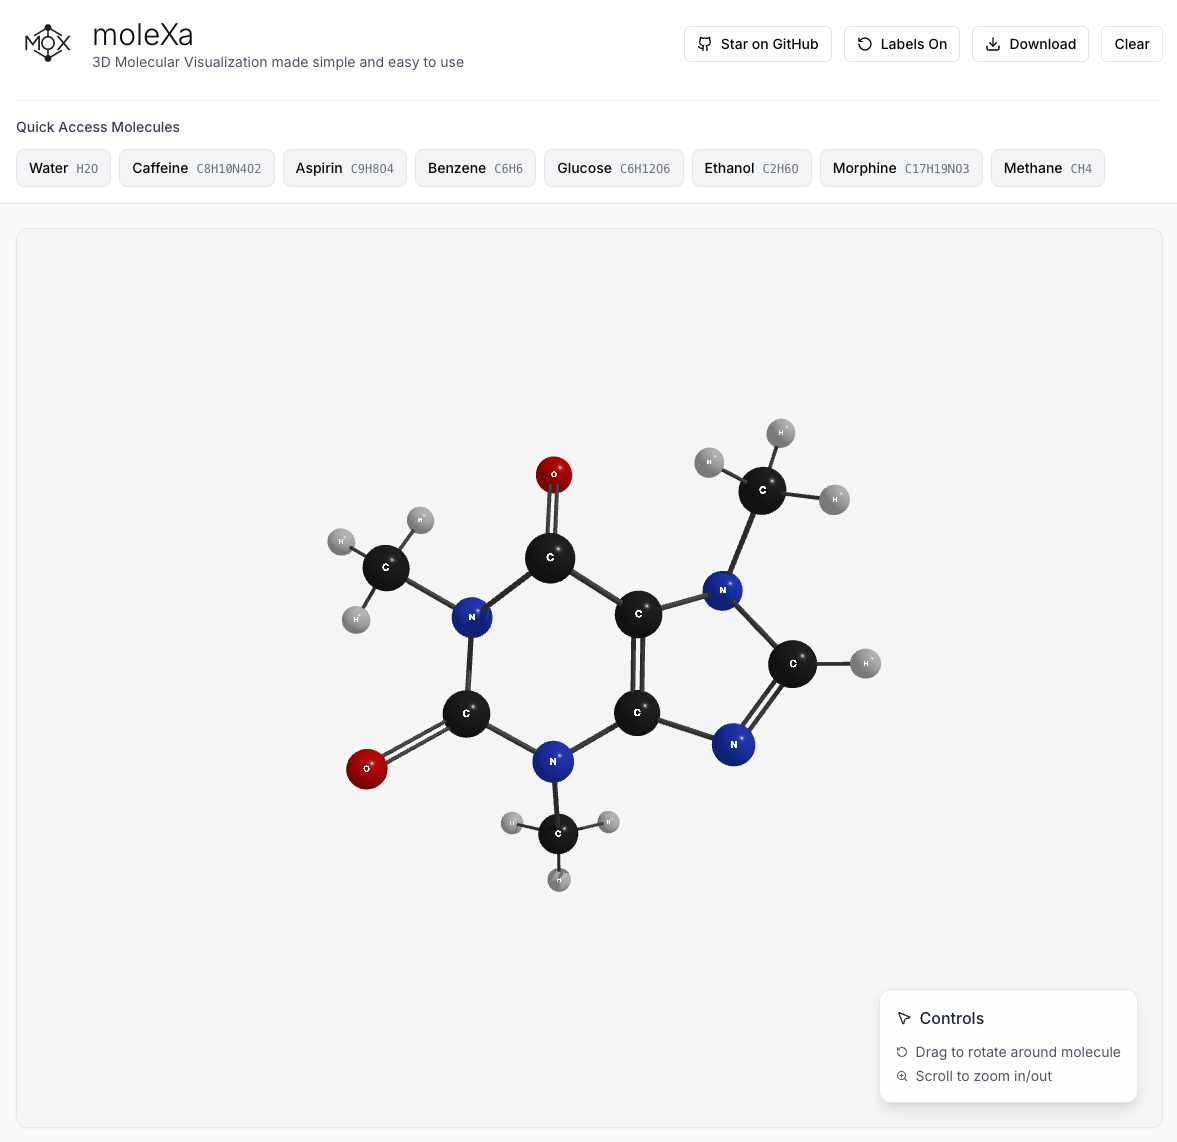 MOX
moleXa
3D Molecular Visualization made simple and easy to use
Star on GitHub
Labels On
Download
Clear
Quick Access Molecules
Water H2O
Caffeine C8H10N4O2
Aspirin C9H8O4
Benzene C6H6
Glucose C6H12O6
Ethanol C2H6O
Morphine C17H19NO3
Methane CH4
H
H
O
C
H
H
H
C
C
H
C
N
N
H
C
C
H
C
C
N
N
O
H
H
C
H
Controls
Drag to rotate around molecule
Scroll to zoom in/out